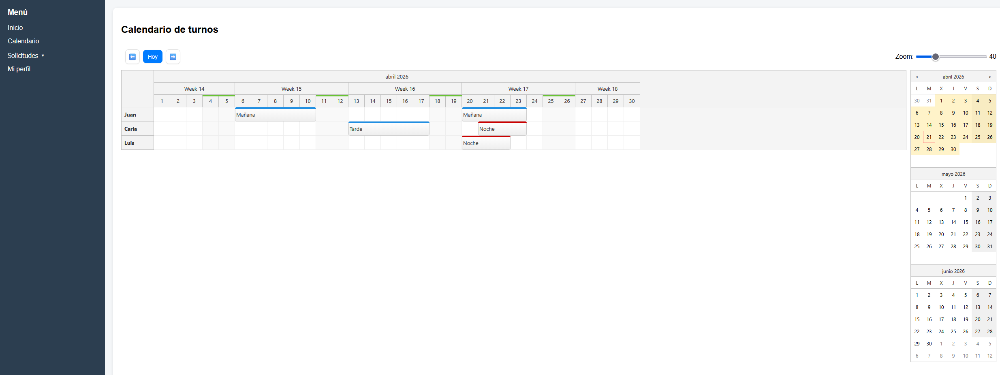 Menú
Inicio
Calendario
Solicitudes ▾
Mi perfil
Calendario de turnos
Hoy
Zoom: 40
abril 2026
Week 14 Week 15 Week 16 Week 17 Week 18
1 2 3 4 5 6 7 8 9 10 11 12 13 14 15 16 17 18 19 20 21 22 23 24 25 26 27 28 29 30
Juan Mañana Mañana
Carla Tarde Noche
Luis Noche
< abril 2026 >
L M X J V S D
30 31 1 2 3 4 5
6 7 8 9 10 11 12
13 14 15 16 17 18 19
20 21 22 23 24 25 26
27 28 29 30
mayo 2026
L M X J V S D
1 2 3
4 5 6 7 8 9 10
11 12 13 14 15 16 17
18 19 20 21 22 23 24
25 26 27 28 29 30 31
junio 2026
L M X J V S D
1 2 3 4 5 6 7
8 9 10 11 12 13 14
15 16 17 18 19 20 21
22 23 24 25 26 27 28
29 30 1 2 3 4 5
6 7 8 9 10 11 12